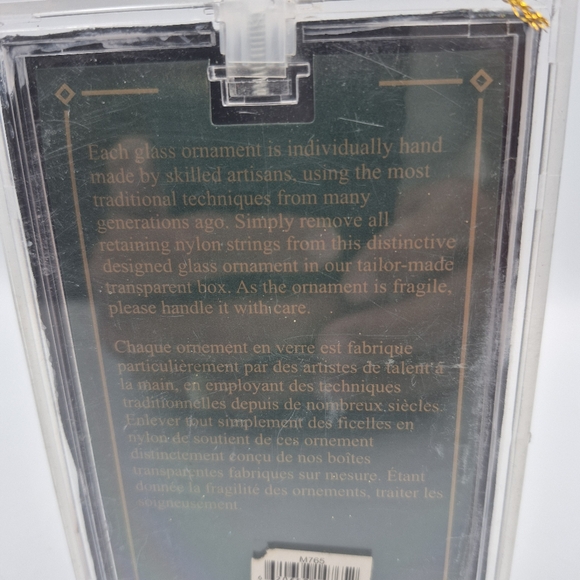 Each glass ornament is individually hand
made by skilled artisans, using the most
traditional techniques from many
generations ago. Simply remove all
retaining nylon strings from this distinctive
designed glass ornament in our tailor-made
transparent box. As the ornament is fragile,
please handle it with care.
Chaque ornement en verre est fabrique
particulièrement par des artistes de talent à
la main, en employant des techniques
traditionnelles depuis de nombreux siècles.
Enlever tout simplement des ficelles en
nylon de soutient de ces ornement
distinctement conçu de nos boîtes
transparentes fabriques sur mesure. Étant
donnée la fragilité des ornements, traiter les
soigneusement.
M765